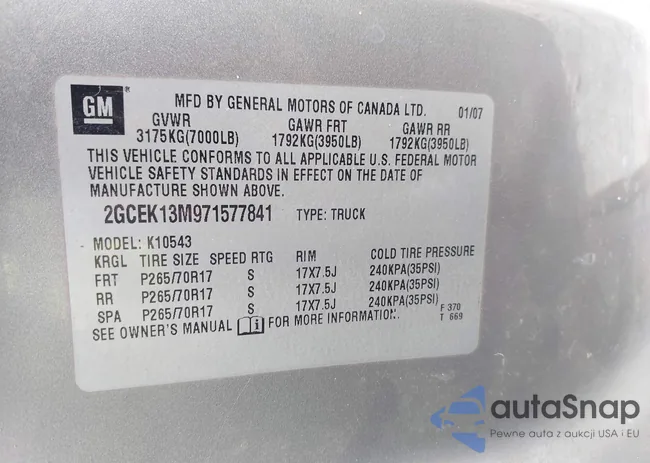 GM
MFD BY GENERAL MOTORS OF CANADA LTD. 01/07
GVWR GAWR FRT GAWR RR
3175KG(7000LB) 1792KG(3950LB) 1792KG(3950LB)
THIS VEHICLE CONFORMS TO ALL APPLICABLE U.S. FEDERAL MOTOR
VEHICLE SAFETY STANDARDS IN EFFECT ON THE DATE OF
MANUFACTURE SHOWN ABOVE.
2GCEK13M971577841 TYPE: TRUCK
MODEL: K10543
KRGL TIRE SIZE SPEED RTG RIM COLD TIRE PRESSURE
FRT P265/70R17 S 17X7.5J 240KPA(35PSI)
RR P265/70R17 S 17X7.5J 240KPA(35PSI)
SPA P265/70R17 S 17X7.5J 240KPA(35PSI)
SEE OWNER'S MANUAL i FOR MORE INFORMATION. F 370
T 669
autaSnap
Pewne auta z aukcji USA i EU